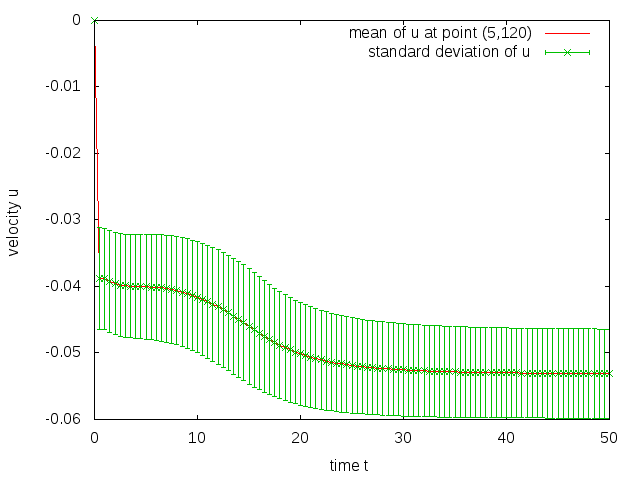 mean of u at point (5,120)
standard deviation of u
0
-0.01
-0.02
-0.03
-0.04
-0.05
-0.06
velocity u
0 10 20 30 40 50
time t